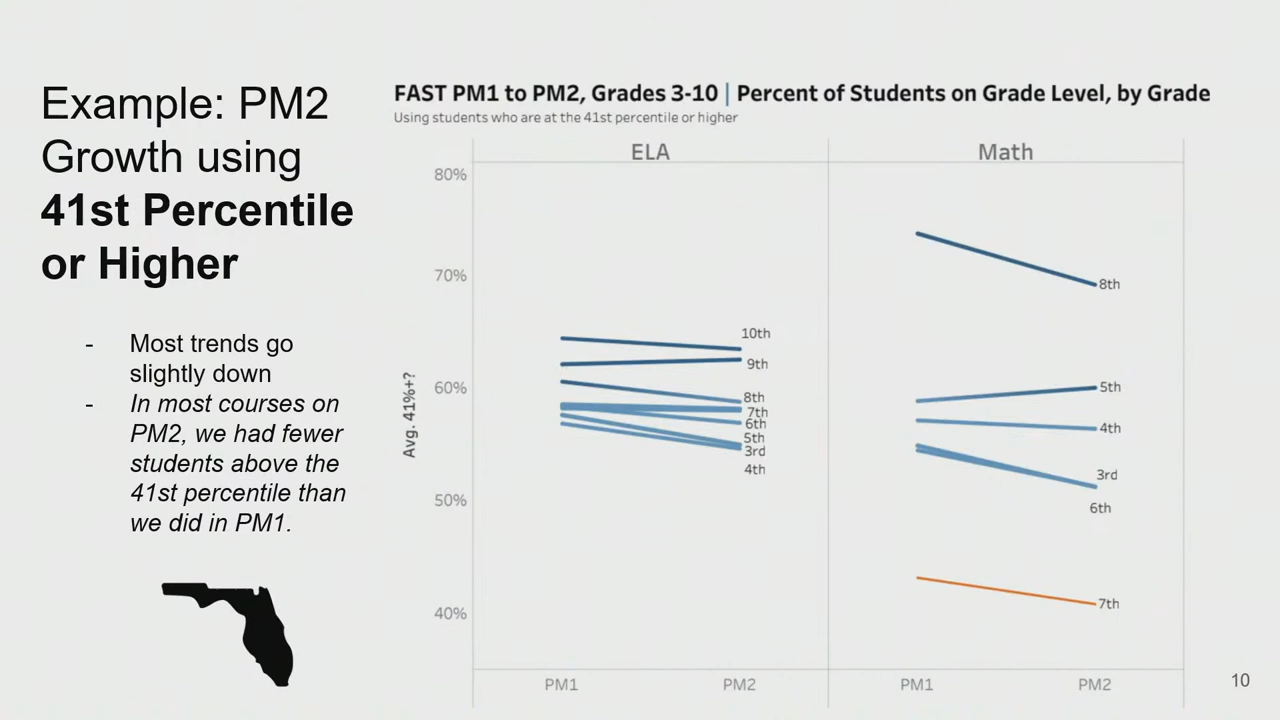 Example: PM2
Growth using
41st Percentile
or Higher
- Most trends go
slightly down
- In most courses on
PM2, we had fewer
students above the
41st percentile than
we did in PM1.
FAST PM1 to PM2, Grades 3-10 | Percent of Students on Grade Level, by Grade
Using students who are at the 41st percentile or higher
ELA
Math
Avg. 41%+?
80%
70%
60%
50%
40%
10th
9th
8th
7th
6th
5th
3rd
4th
8th
5th
4th
3rd
6th
7th
PM1
PM2
PM1
PM2
10